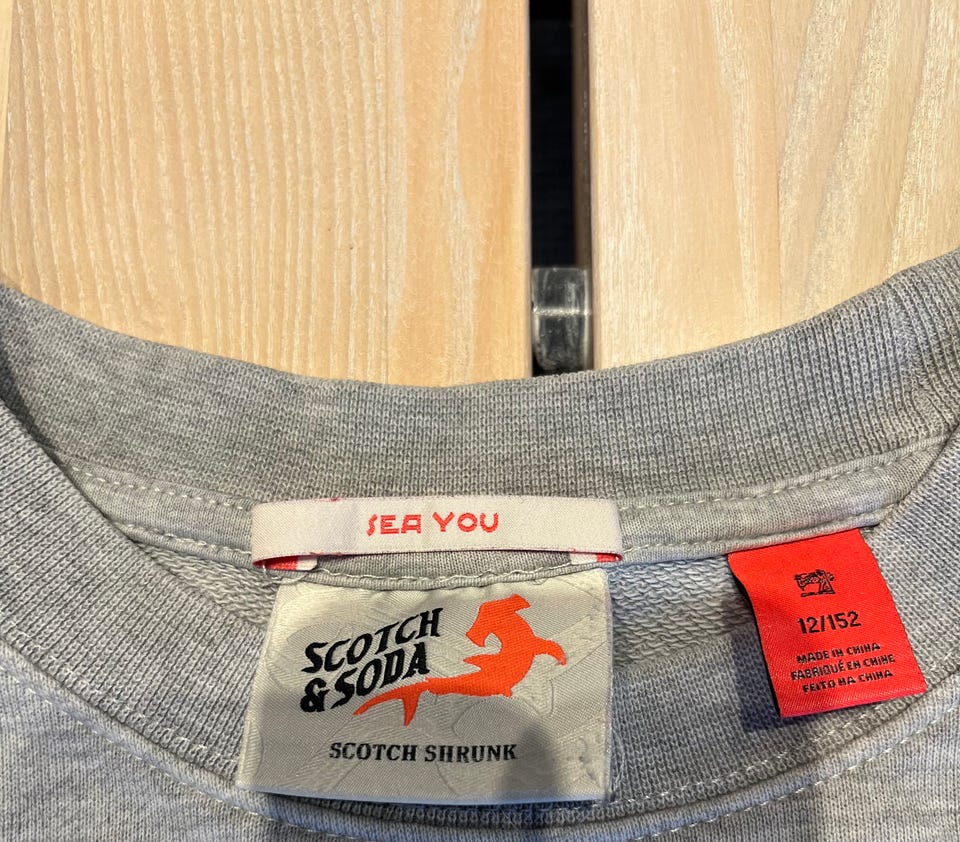 SEA YOU
SCOTCH
& SODA
SCOTCH SHRUNK
12/152
MADE IN CHINA
FABRIQUÉ EN CHINE
FEITO NA CHINA